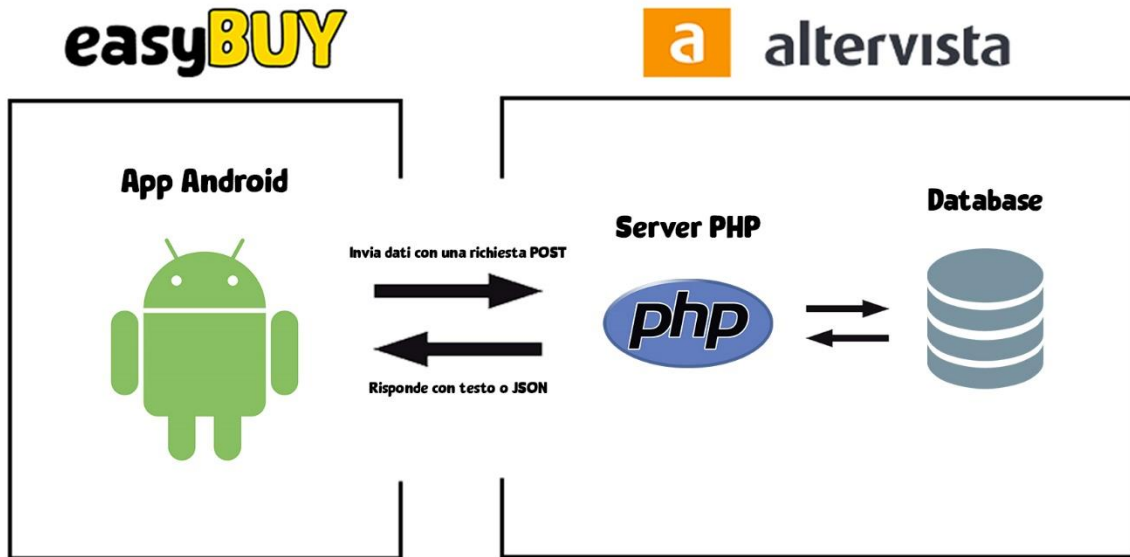 easyBUY
a altervista
App Android
Invia dati con una richiesta POST
Risponde con testo o JSON
Server PHP
php
Database